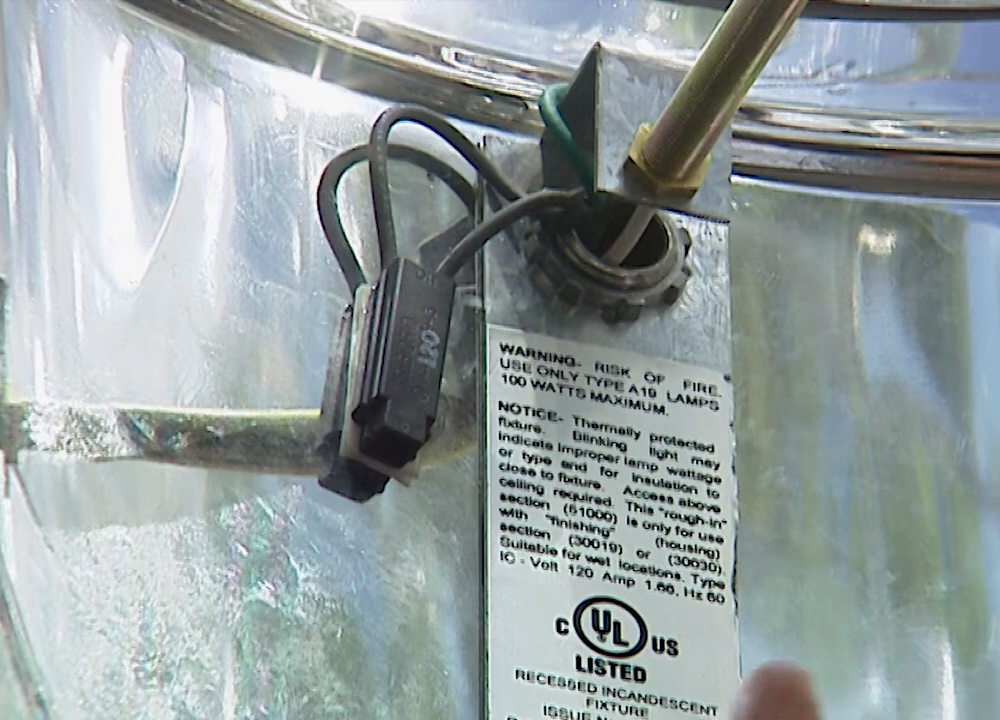 WARNING- RISK OF FIRE.
USE ONLY TYPE A19 LAMPS
100 WATTS MAXIMUM.
NOTICE- Thermally protected
fixture. Blinking light may
indicate improper lamp wattage
or type and for insulation to
close to fixture. Access above
ceiling required. This "rough-in"
section (61000) is only for use
with "finishing" (housing)
section (30019) or (30030).
Suitable for wet locations. Type
IC - Volt 120 Amp 1.66, Hz 60
C UL US
LISTED
RECESSED INCANDESCENT
FIXTURE